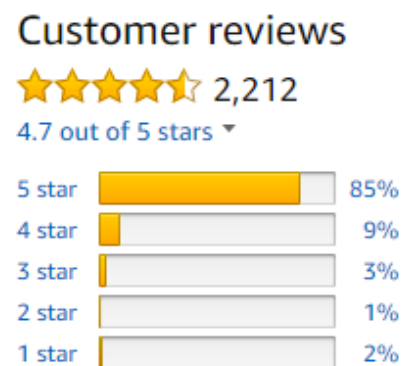 Customer reviews
2,212
4.7 out of 5 stars
5 star 85%
4 star 9%
3 star 3%
2 star 1%
1 star 2%